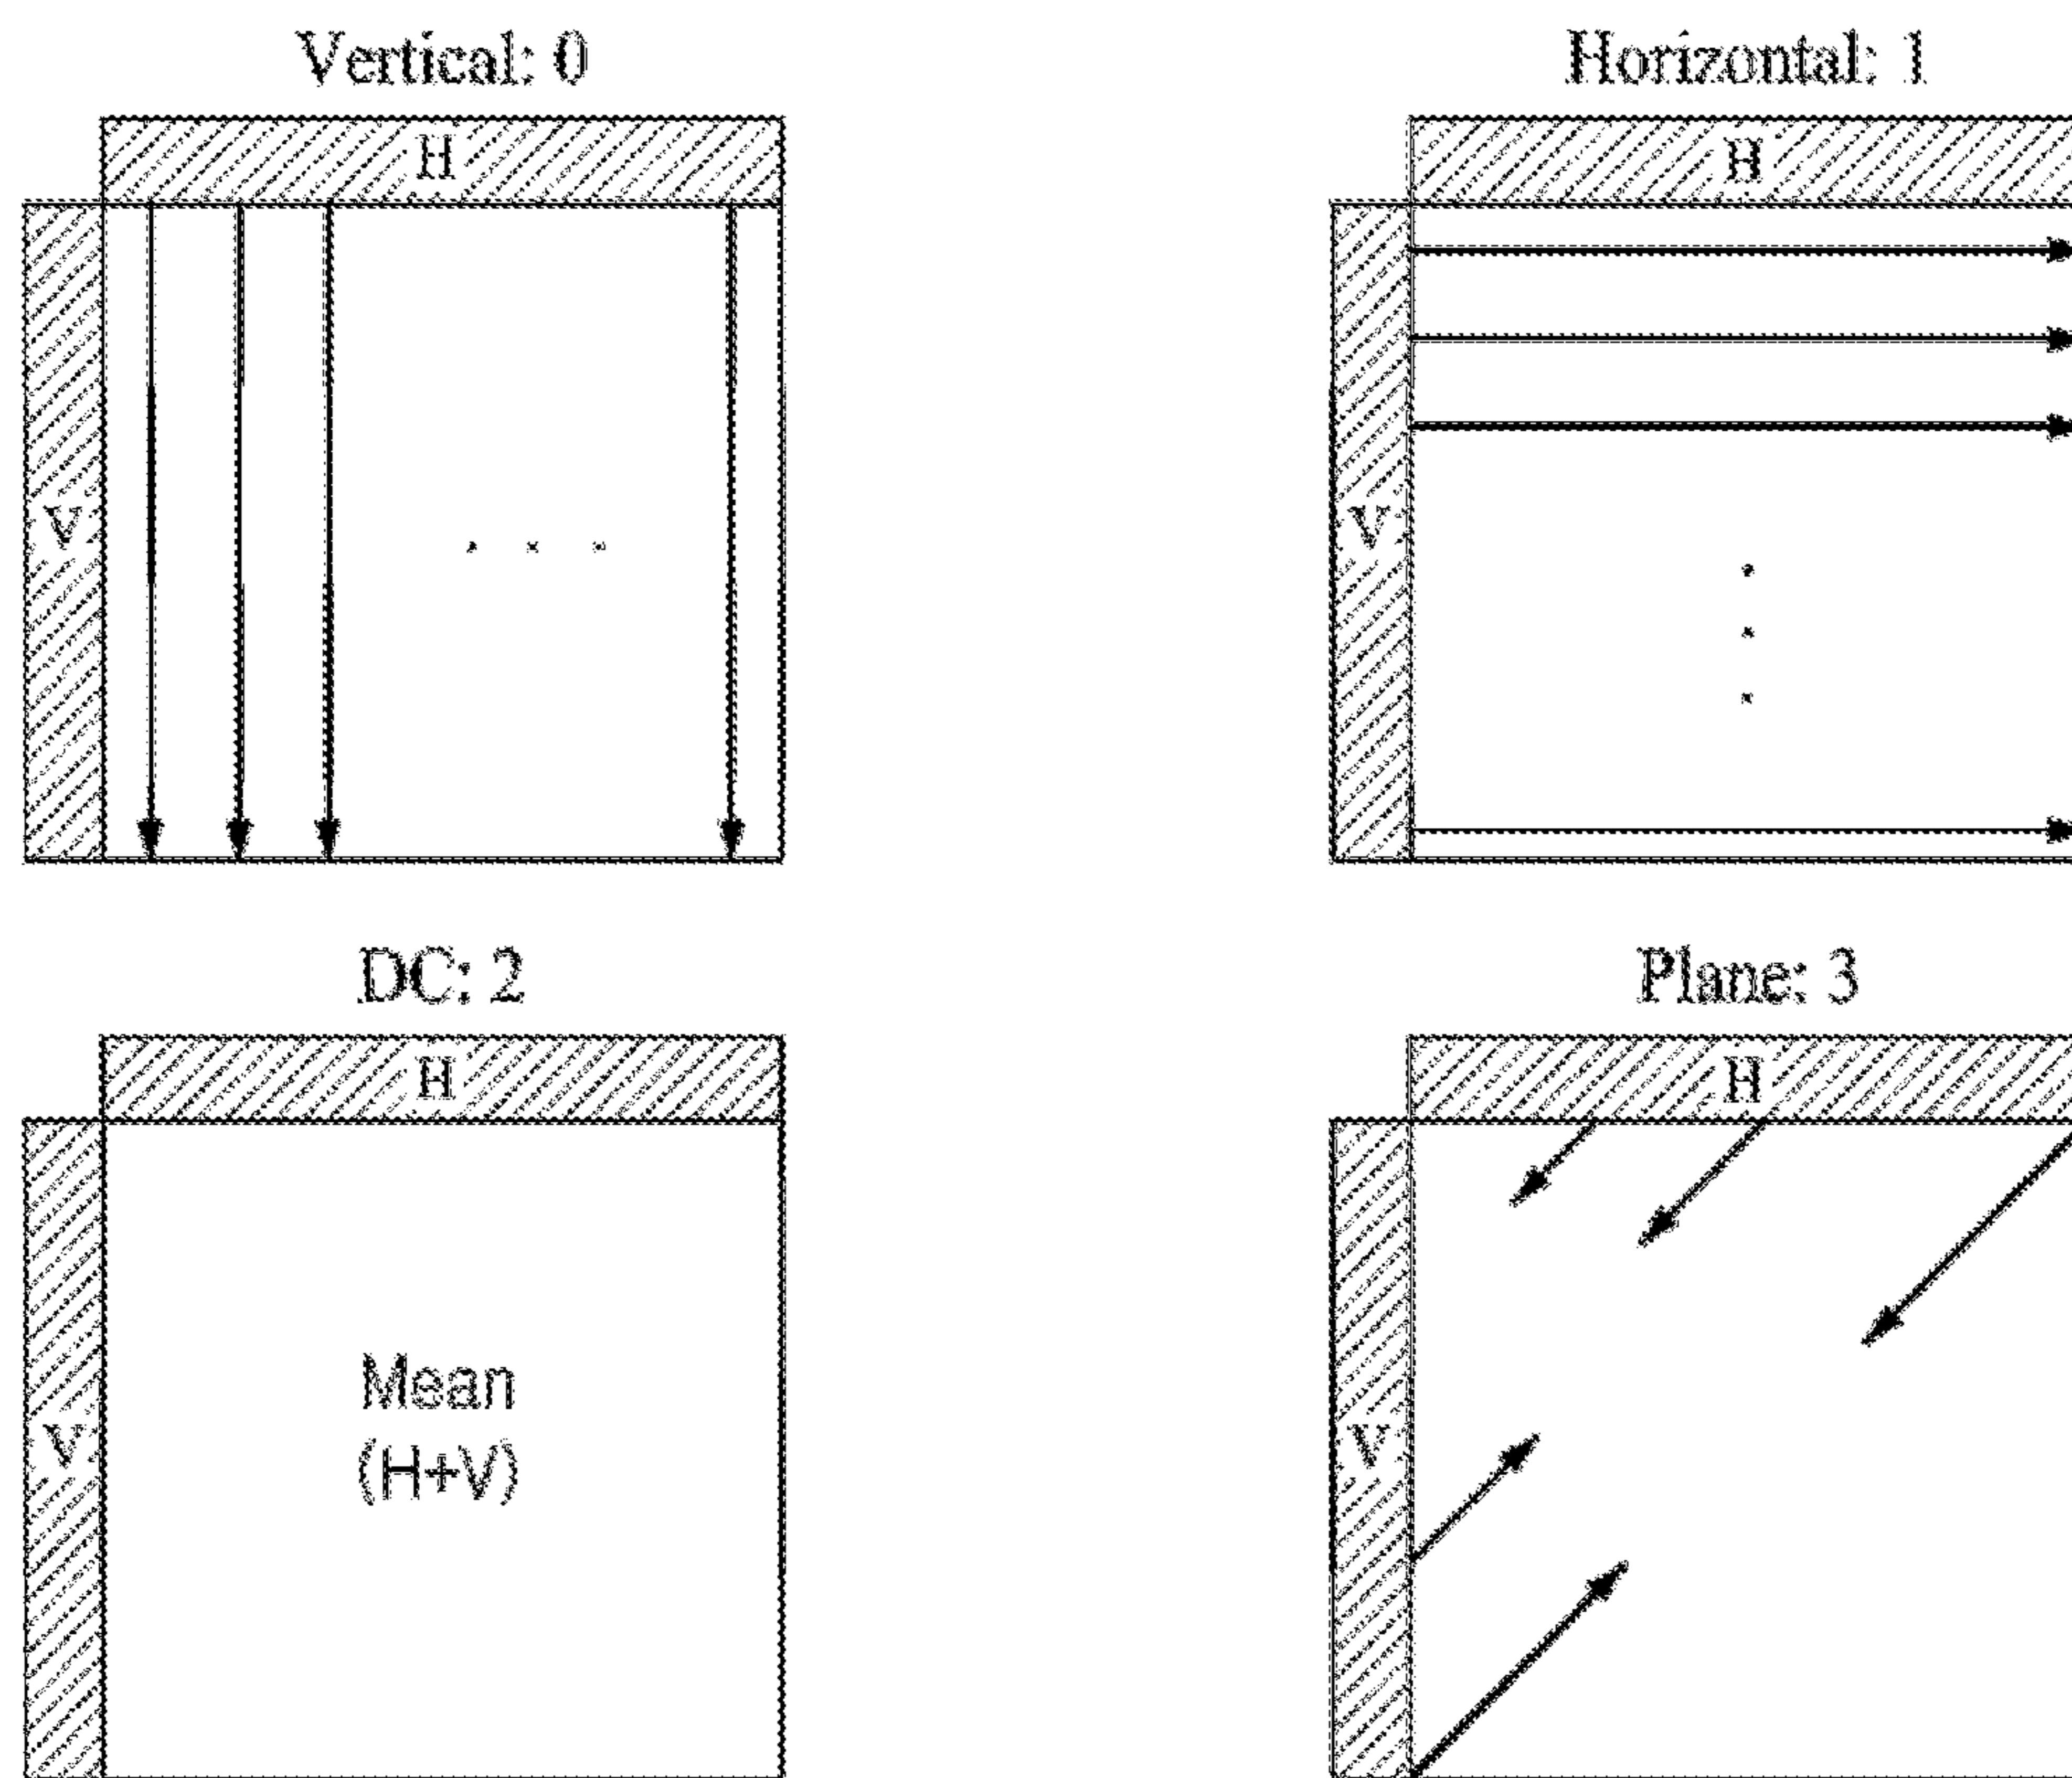 Vertical: 0
H
V
Horizontal: 1
H
V
DC: 2
H
V
Mean
(H+V)
Plane: 3
H
V